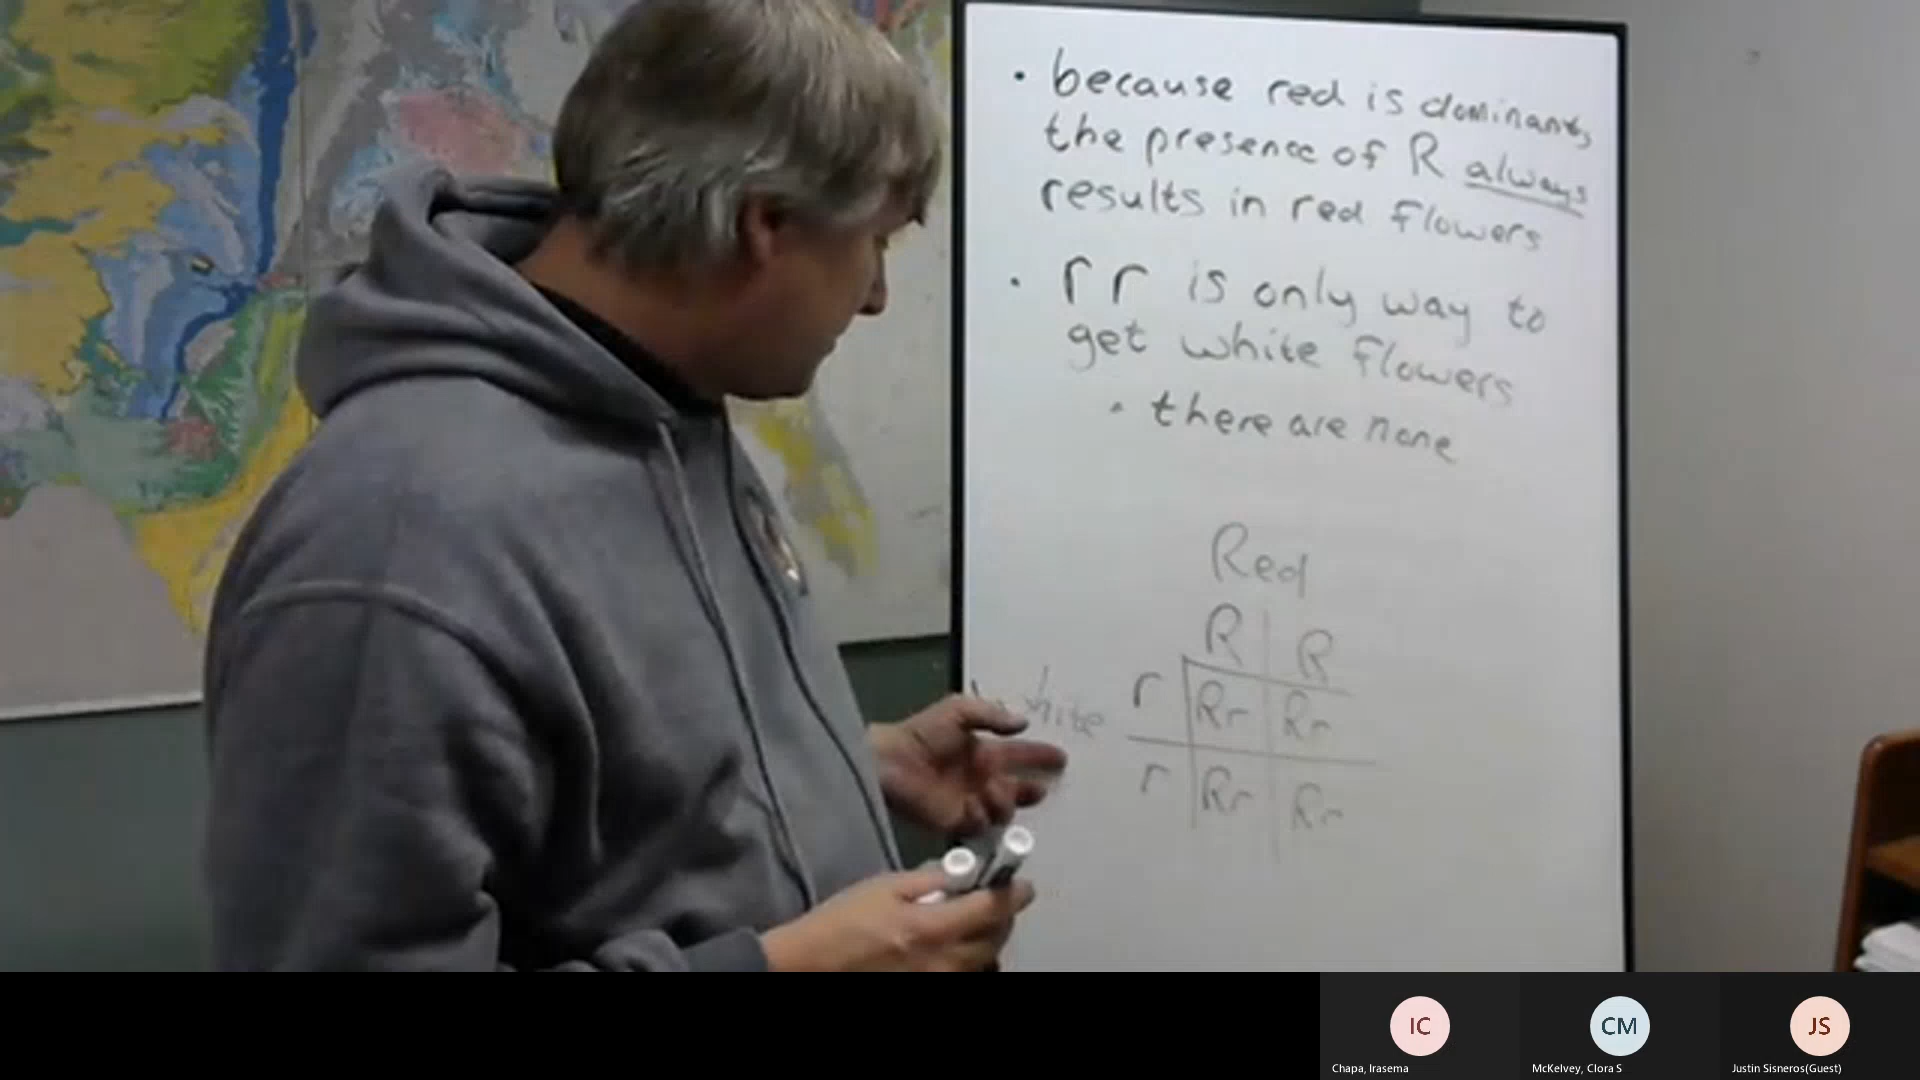 • because red is dominant,
the presence of R always
results in red flowers
• rr is only way to
get white flowers
• there are none
Red
R R
white r Rr Rr
r Rr Rr
IC CM JS
Chapa, Irasema McKelvey, Clora S Justin Sisneros(Guest)